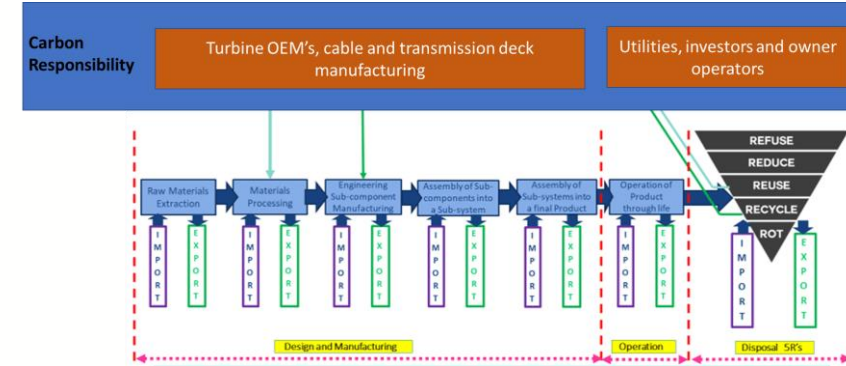 Carbon
Responsibility
Turbine OEM's, cable and transmission deck
manufacturing
Utilities, investors and owner
operators
REFUSE
REDUCE
REUSE
RECYCLE
ROT
Raw Materials
Extraction
Materials
Processing
Engineering
Sub-component
Manufacturing
Assembly of Sub-
components into
a Sub-system
Assembly of
Sub-systems into
a final Product
Operation of
Product
through life
IMPORT
EXPORT
IMPORT
EXPORT
IMPORT
EXPORT
IMPORT
EXPORT
IMPORT
EXPORT
IMPORT
EXPORT
IMPORT
EXPORT
Design and Manufacturing
Operation
Disposal 5R's